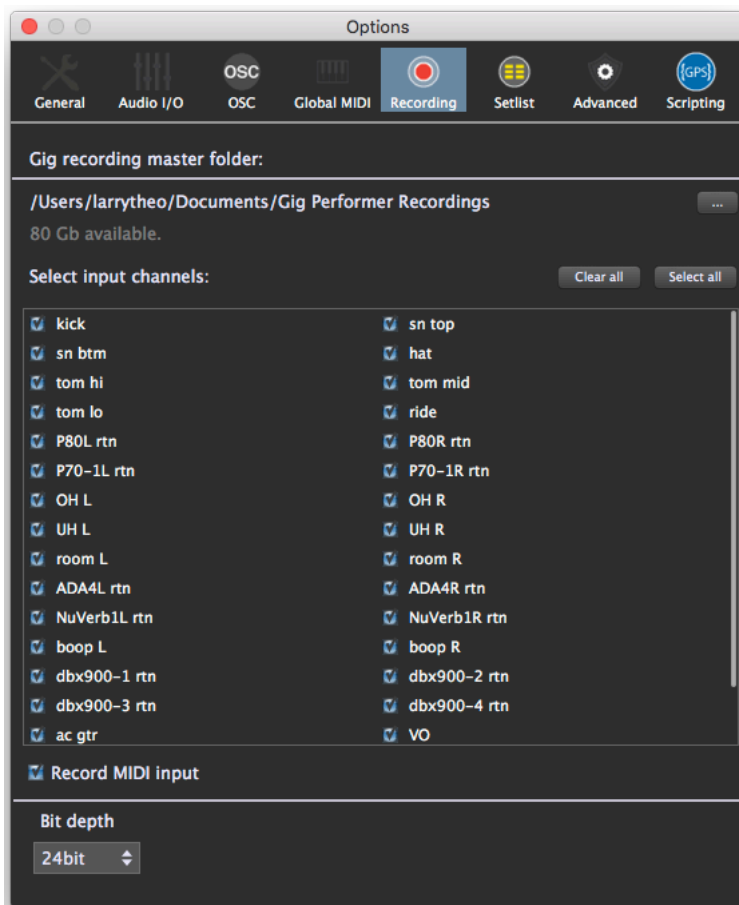 Options
OSC
{GPS}
General Audio I/O OSC Global MIDI Recording Setlist Advanced Scripting
Gig recording master folder:
/Users/larrytheo/Documents/Gig Performer Recordings ...
80 Gb available.
Select input channels: Clear all Select all
kick sn top
sn btm hat
tom hi tom mid
tom lo ride
P80L rtn P80R rtn
P70-1L rtn P70-1R rtn
OH L OH R
UH L UH R
room L room R
ADA4L rtn ADA4R rtn
NuVerb1L rtn NuVerb1R rtn
boop L boop R
dbx900-1 rtn dbx900-2 rtn
dbx900-3 rtn dbx900-4 rtn
ac gtr VO
Record MIDI input
Bit depth
24bit